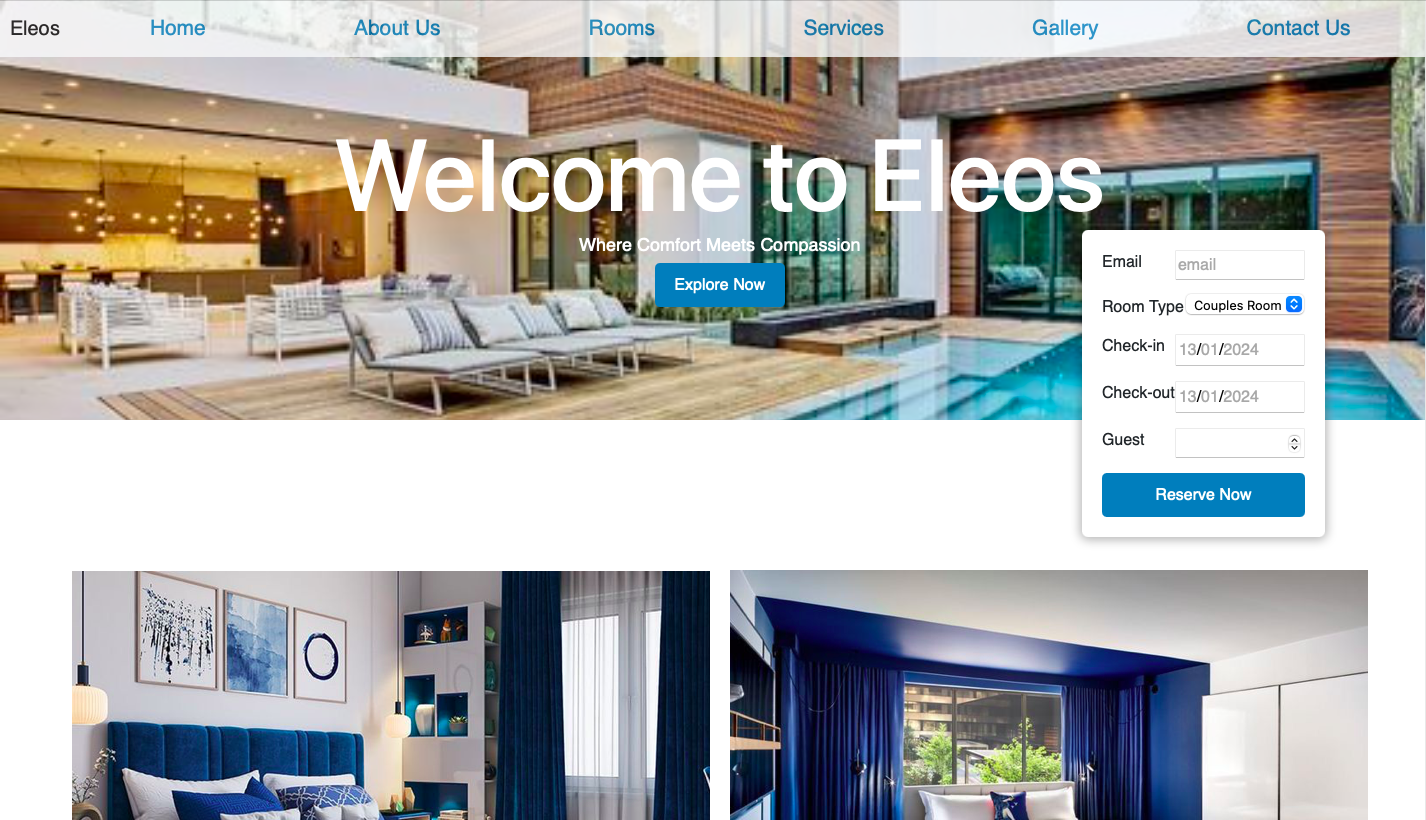 Eleos Home About Us Rooms Services Gallery Contact Us
Welcome to Eleos
Where Comfort Meets Compassion
Explore Now
Email email
Room Type Couples Room
Check-in 13/01/2024
Check-out 13/01/2024
Guest
Reserve Now